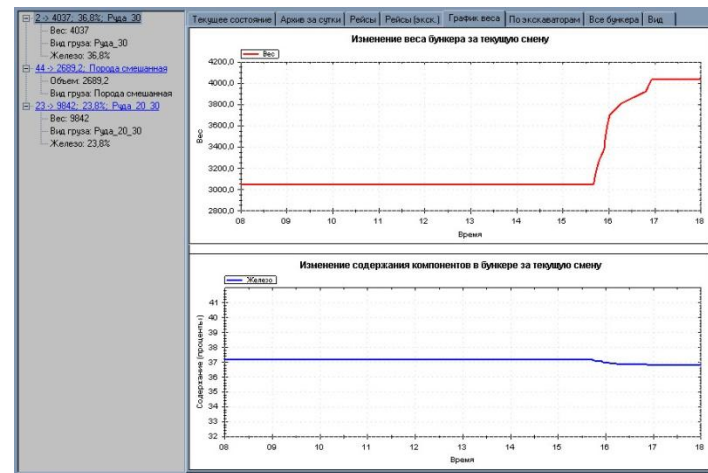 2 -> 4037; 36,8%; Руда_30
Вес: 4037
Вид груза: Руда_30
Железо: 36,8%
44 -> 2689,2; Порода смешанная
Объем: 2689,2
Вид груза: Порода смешанная
23 -> 9842; 23,8%; Руда_20_30
Вес: 9842
Вид груза: Руда_20_30
Железо: 23,8%
Текущее состояние Архив за сутки Рейсы Рейсы (экск.) График веса По экскаваторам Все бункера Вид
Изменение веса бункера за текущую смену
Вес
4200,0
4000,0
3800,0
3600,0
3400,0
3200,0
3000,0
2800,0
Вес
08 09 10 11 12 13 14 15 16 17 18
Время
Изменение содержания компонентов в бункере за текущую смену
Железо
41
40
39
38
37
36
35
34
33
32
Содержание (проценты)
08 09 10 11 12 13 14 15 16 17 18
Время